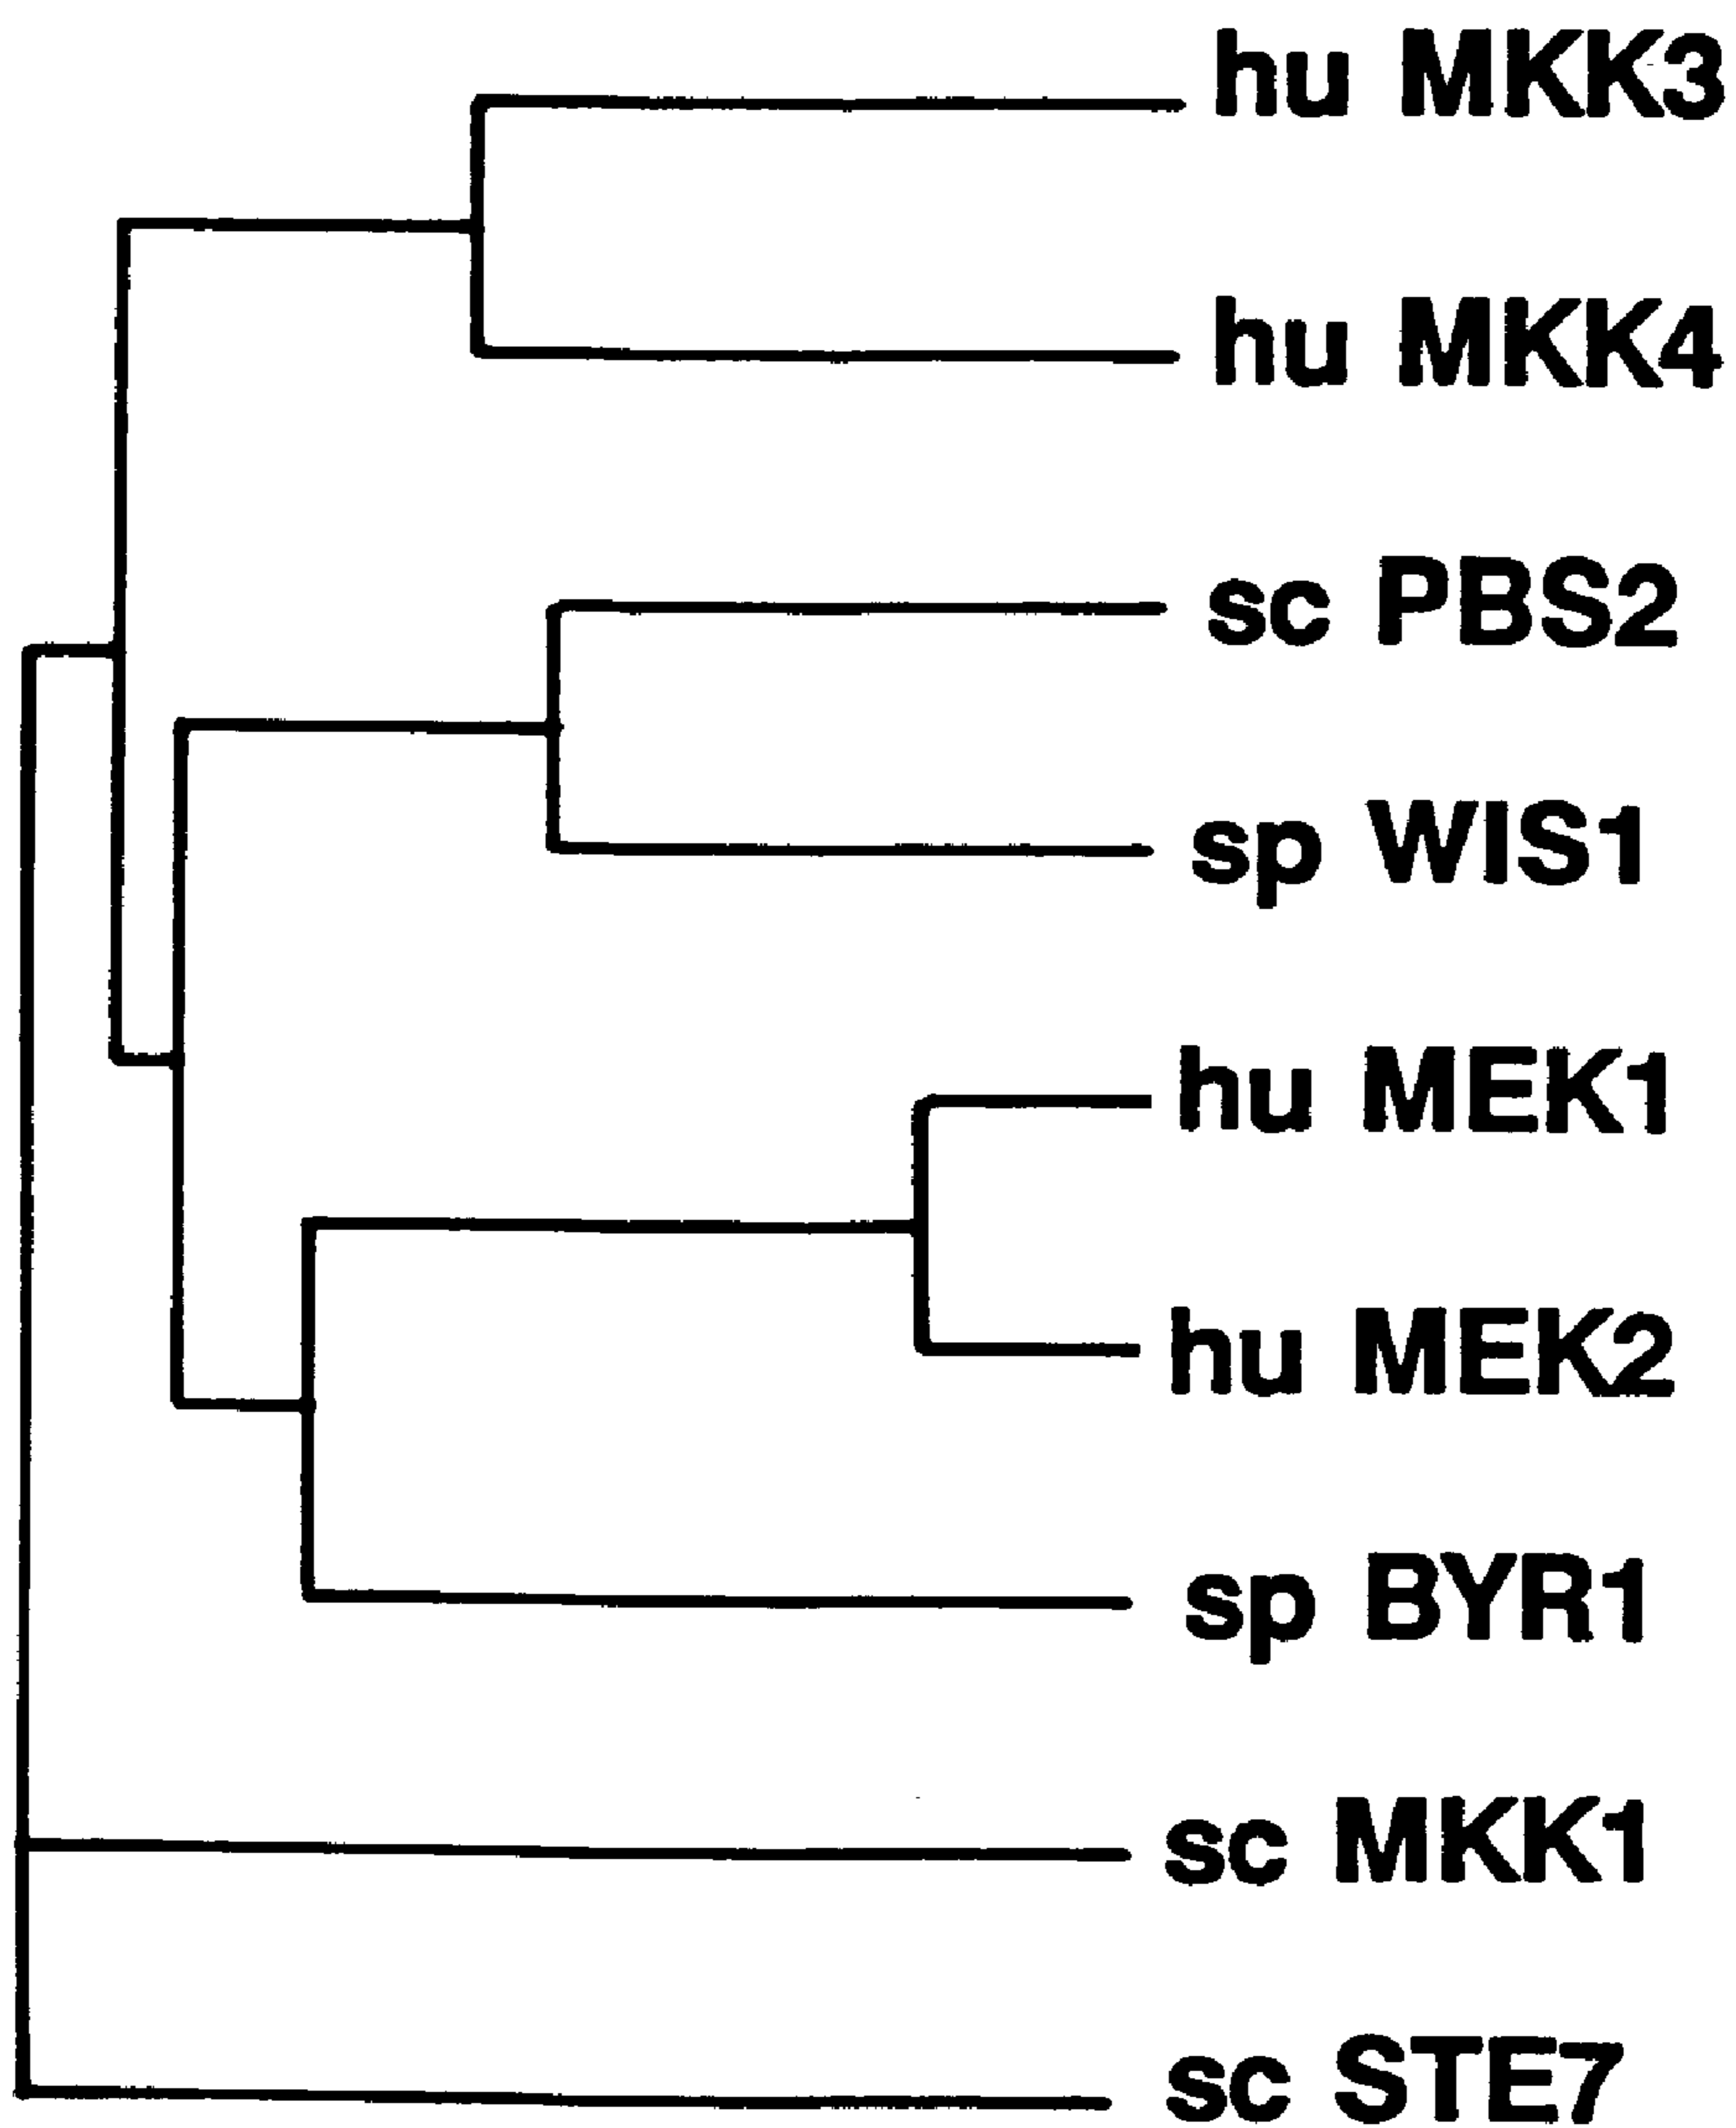 hu MKK3
hu MKK4
sc PBS2
sp WIS1
hu MEK1
hu MEK2
sp BYR1
sc MKK1
sc STE7